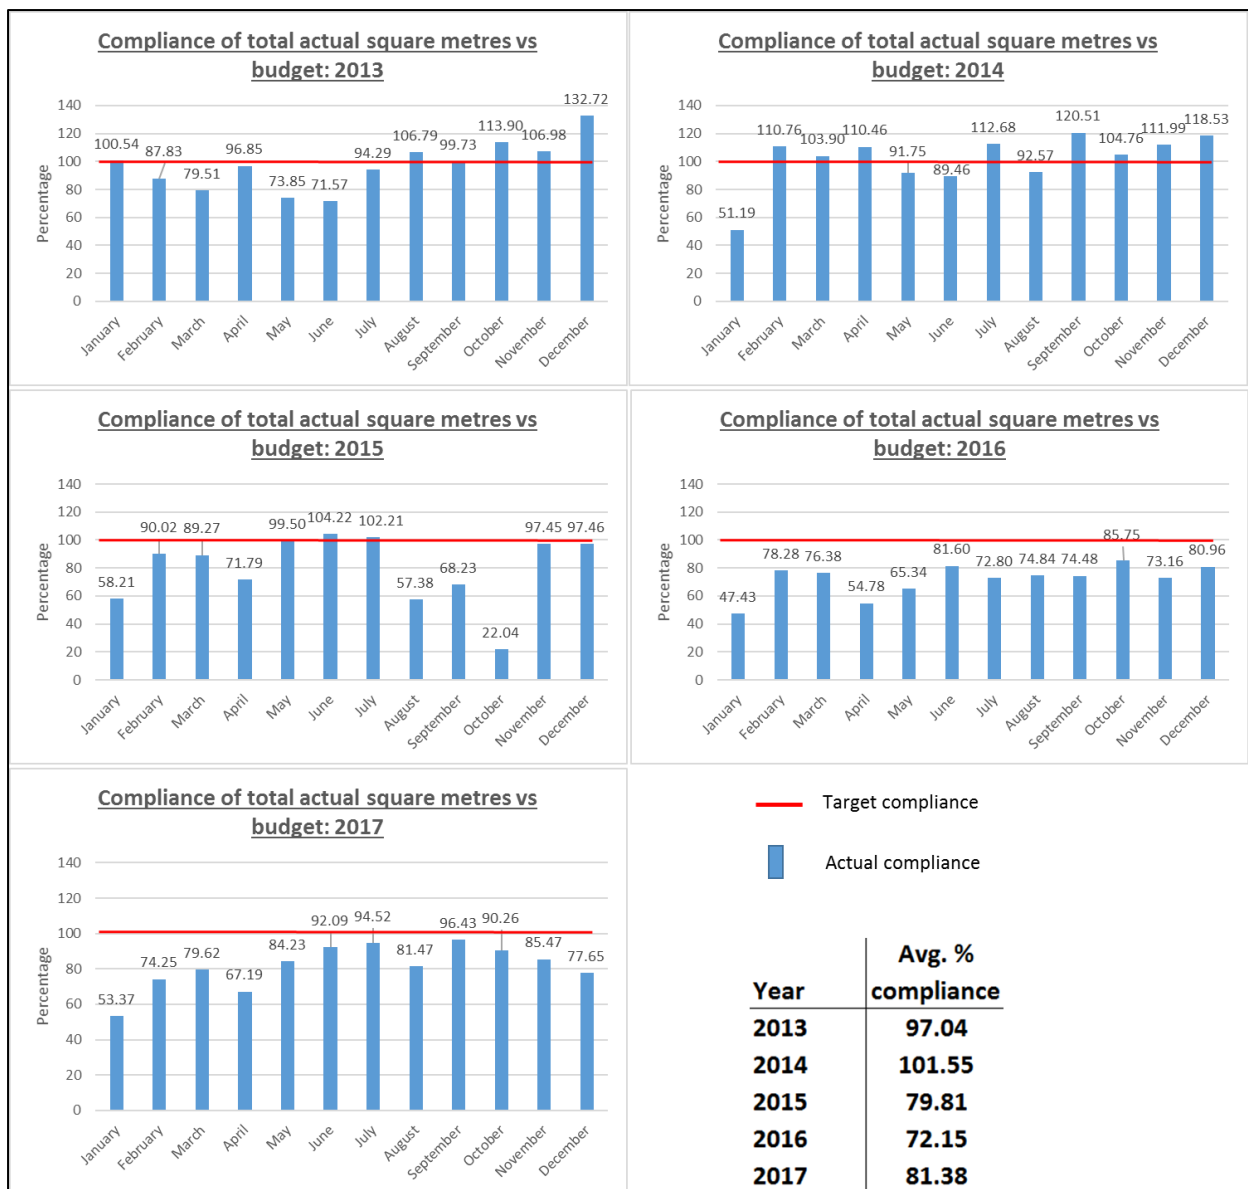 Compliance of total actual square metres vs
budget: 2013
Percentage
140
120
100
80
60
40
20
0
100.54
87.83
79.51
96.85
73.85
71.57
94.29
106.79
99.73
113.90
106.98
132.72
January
February
March
April
May
June
July
August
September
October
November
December
Compliance of total actual square metres vs
budget: 2014
Percentage
140
120
100
80
60
40
20
0
51.19
110.76
103.90
110.46
91.75
89.46
112.68
92.57
120.51
104.76
111.99
118.53
January
February
March
April
May
June
July
August
September
October
November
December
Compliance of total actual square metres vs
budget: 2015
Percentage
140
120
100
80
60
40
20
0
58.21
90.02
89.27
71.79
99.50
104.22
102.21
57.38
68.23
22.04
97.45
97.46
January
February
March
April
May
June
July
August
September
October
November
December
Compliance of total actual square metres vs
budget: 2016
Percentage
140
120
100
80
60
40
20
0
47.43
78.28
76.38
54.78
65.34
81.60
72.80
74.84
74.48
85.75
73.16
80.96
January
February
March
April
May
June
July
August
September
October
November
December
Compliance of total actual square metres vs
budget: 2017
Percentage
140
120
100
80
60
40
20
0
53.37
74.25
79.62
67.19
84.23
92.09
94.52
81.47
96.43
90.26
85.47
77.65
January
February
March
April
May
June
July
August
September
October
November
December
Target compliance
Actual compliance
Avg. %
Year compliance
2013 97.04
2014 101.55
2015 79.81
2016 72.15
2017 81.38